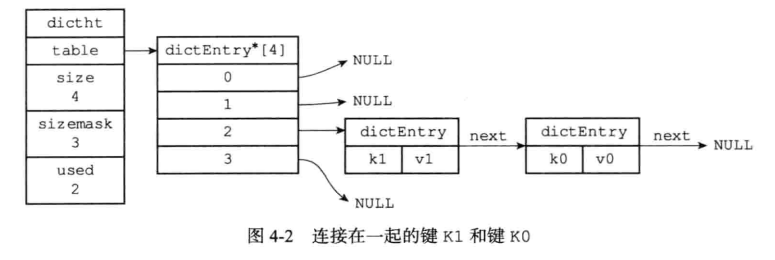 dictht
table
size
4
sizemask
3
used
2
dictEntry*[4]
0
1
2
3
NULL
NULL
dictEntry
k1 v1
next
dictEntry
k0 v0
next
NULL
NULL
图 4-2 连接在一起的键 K1 和键 K0